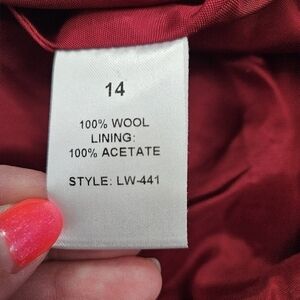 14
100% WOOL
LINING:
100% ACETATE
STYLE: LW-441